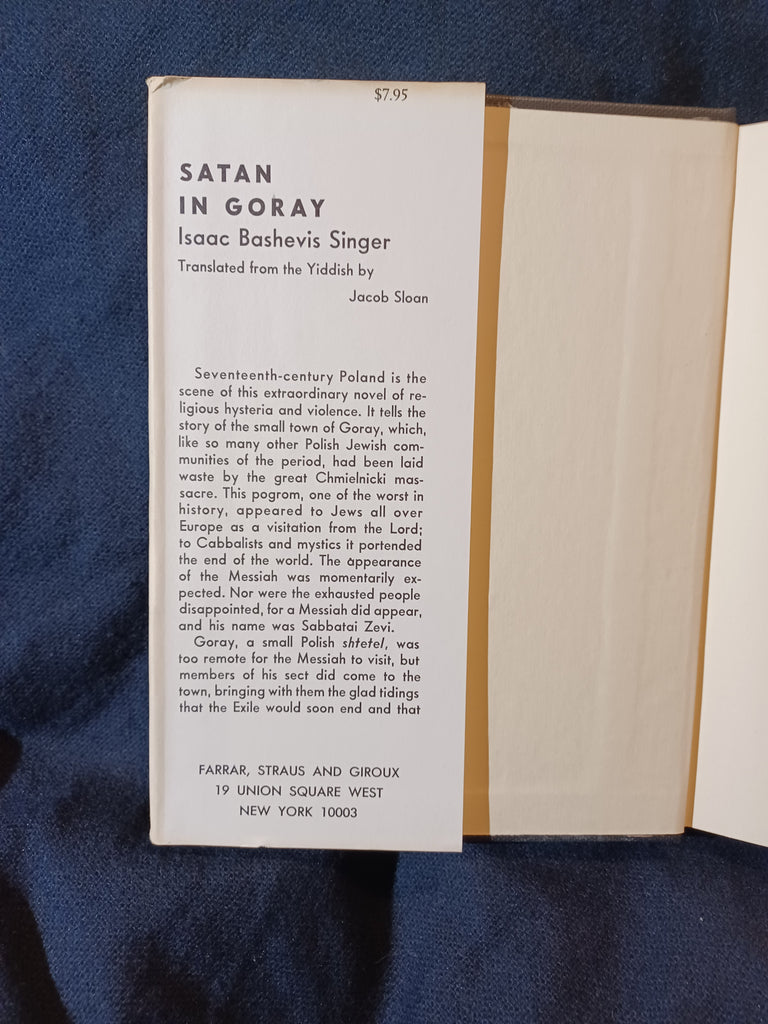 $7.95
SATAN
IN GORAY
Isaac Bashevis Singer
Translated from the Yiddish by
Jacob Sloan
Seventeenth-century Poland is the
scene of this extraordinary novel of re-
ligious hysteria and violence. It tells the
story of the small town of Goray, which,
like so many other Polish Jewish com-
munities of the period, had been laid
waste by the great Chmielnicki mas-
sacre. This pogrom, one of the worst in
history, appeared to Jews all over
Europe as a visitation from the Lord;
to Cabbalists and mystics it portended
the end of the world. The appearance
of the Messiah was momentarily ex-
pected. Nor were the exhausted people
disappointed, for a Messiah did appear,
and his name was Sabbatai Zevi.
Goray, a small Polish shtetel, was
too remote for the Messiah to visit, but
members of his sect did come to the
town, bringing with them the glad tidings
that the Exile would soon end and that
FARRAR, STRAUS AND GIROUX
19 UNION SQUARE WEST
NEW YORK 10003